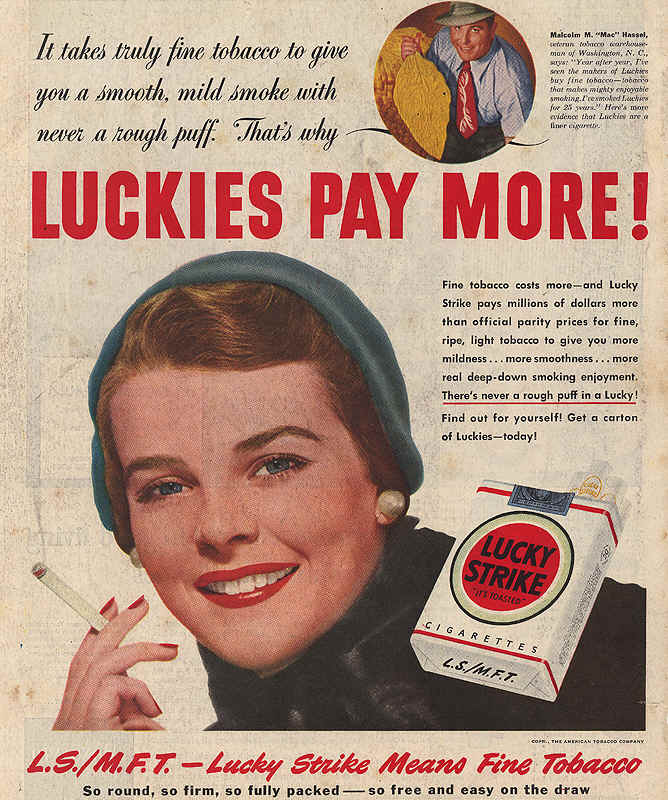 It takes truly fine tobacco to give
you a smooth, mild smoke with
never a rough puff. That's why
Malcolm M. "Mac" Hassel,
veteran tobacco warehouse-
man of Washington, N. C.,
says: "Year after year, I've
seen the makers of Luckies
buy fine tobacco—tobacco
that makes mighty enjoyable
smoking. I've smoked Luckies
for 25 years." Here's more
evidence that Luckies are a
finer cigarette.
LUCKIES PAY MORE!
Fine tobacco costs more—and Lucky
Strike pays millions of dollars more
than official parity prices for fine,
ripe, light tobacco to give you more
mildness . . . more smoothness . . . more
real deep-down smoking enjoyment.
There's never a rough puff in a Lucky!
Find out for yourself! Get a carton
of Luckies—today!
LUCKY
STRIKE
"IT'S TOASTED"
CIGARETTES
L.S./M.F.T.
COPR., THE AMERICAN TOBACCO COMPANY
L.S./M.F.T. – Lucky Strike Means Fine Tobacco
So round, so firm, so fully packed — so free and easy on the draw